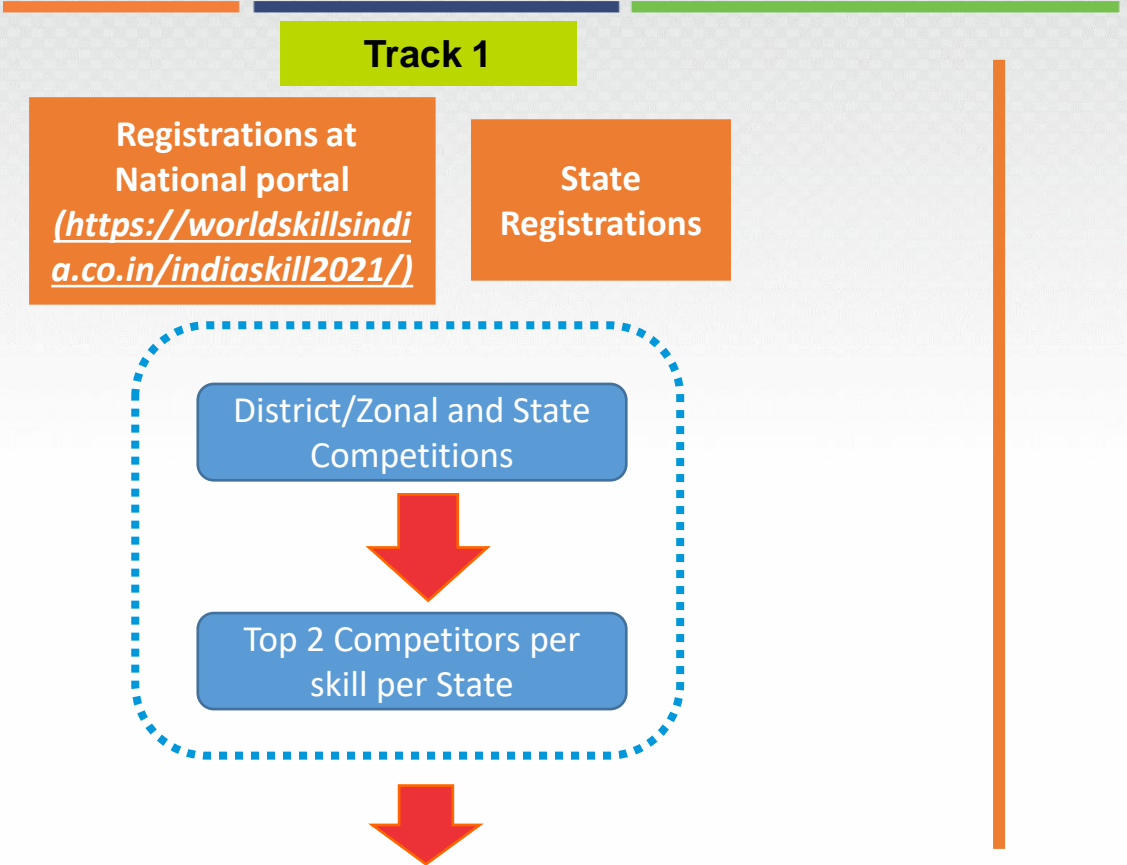 Track 1
Registrations at
National portal
(https://worldskillsindi
a.co.in/indiaskill2021/)
State
Registrations
District/Zonal and State
Competitions
Top 2 Competitors per
skill per State